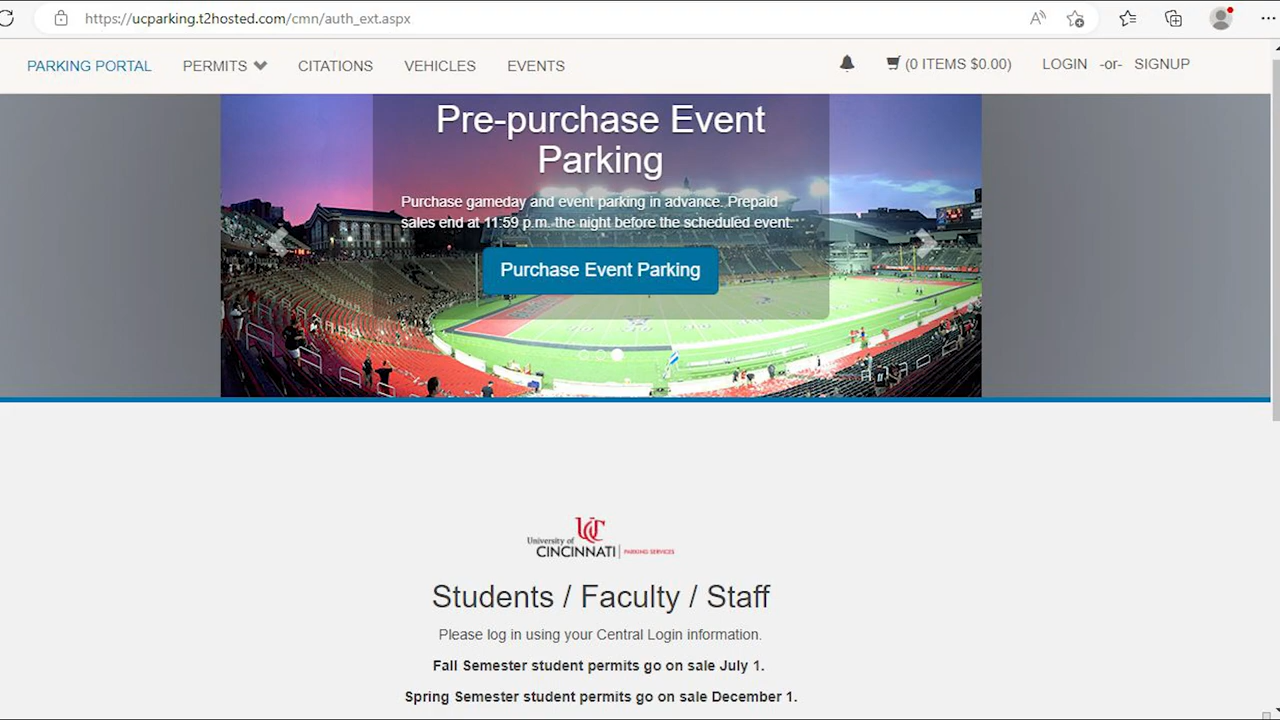 https://ucparking.t2hosted.com/cmn/auth_ext.aspx
PARKING PORTAL PERMITS CITATIONS VEHICLES EVENTS (0 ITEMS $0.00) LOGIN -or- SIGNUP
Pre-purchase Event
Parking
Purchase gameday and event parking in advance. Prepaid
sales end at 11:59 p.m. the night before the scheduled event.
Purchase Event Parking
UC
University of
CINCINNATI PARKING SERVICES
Students / Faculty / Staff
Please log in using your Central Login information.
Fall Semester student permits go on sale July 1.
Spring Semester student permits go on sale December 1.